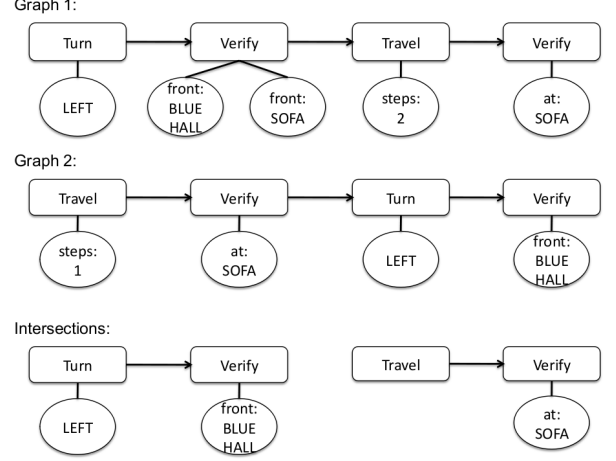 Graph 1:
Turn Verify Travel Verify
LEFT
front:
BLUE
HALL
front:
SOFA
steps:
2
at:
SOFA
Graph 2:
Travel Verify Turn Verify
steps:
1
at:
SOFA
LEFT
front:
BLUE
HALL
Intersections:
Turn Verify Travel Verify
LEFT
front:
BLUE
HALL
at:
SOFA